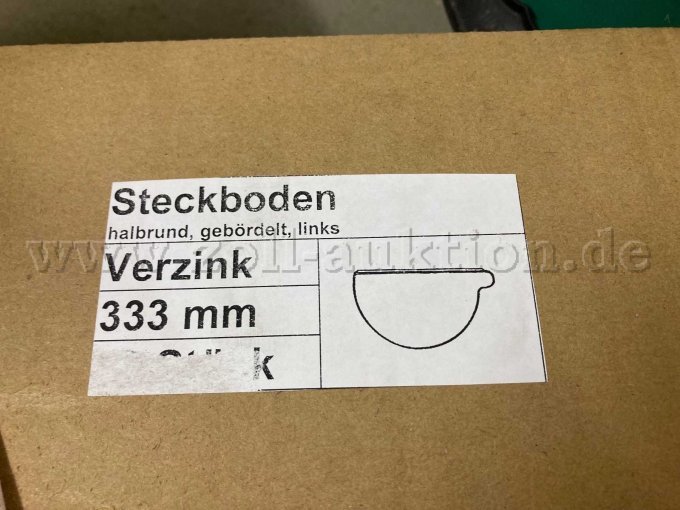 Steckboden
halbrund, gebördelt, links
www.zoll-auktion.de
Verzink
333 mm